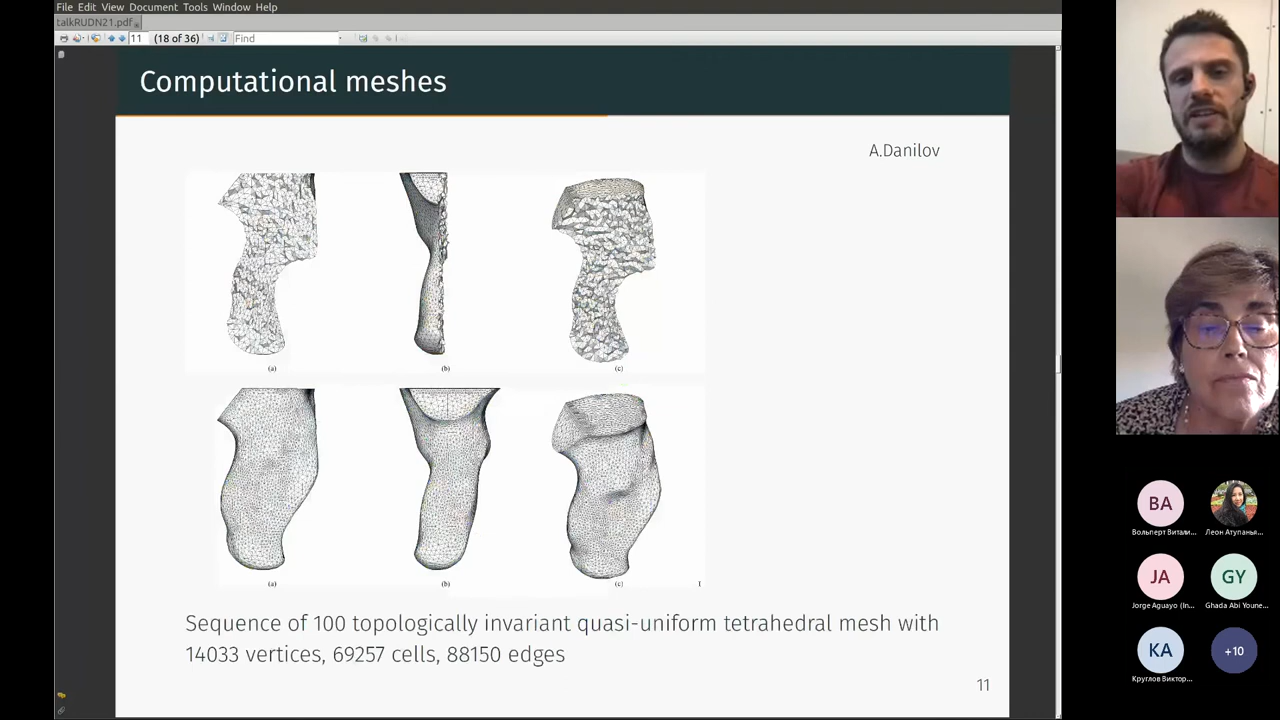 File Edit View Document Tools Window Help
talkRUDN21.pdf
11 (18 of 36) Find
Computational meshes
A.Danilov
(a) (b) (c)
(a) (b) (c)
Sequence of 100 topologically invariant quasi-uniform tetrahedral mesh with
14033 vertices, 69257 cells, 88150 edges
11
BA
Вольперт Витали... Леон Атупанья...
JA GY
Jorge Aguayo (In... Ghada Abi Youne...
KA +10
Круглов Виктор...